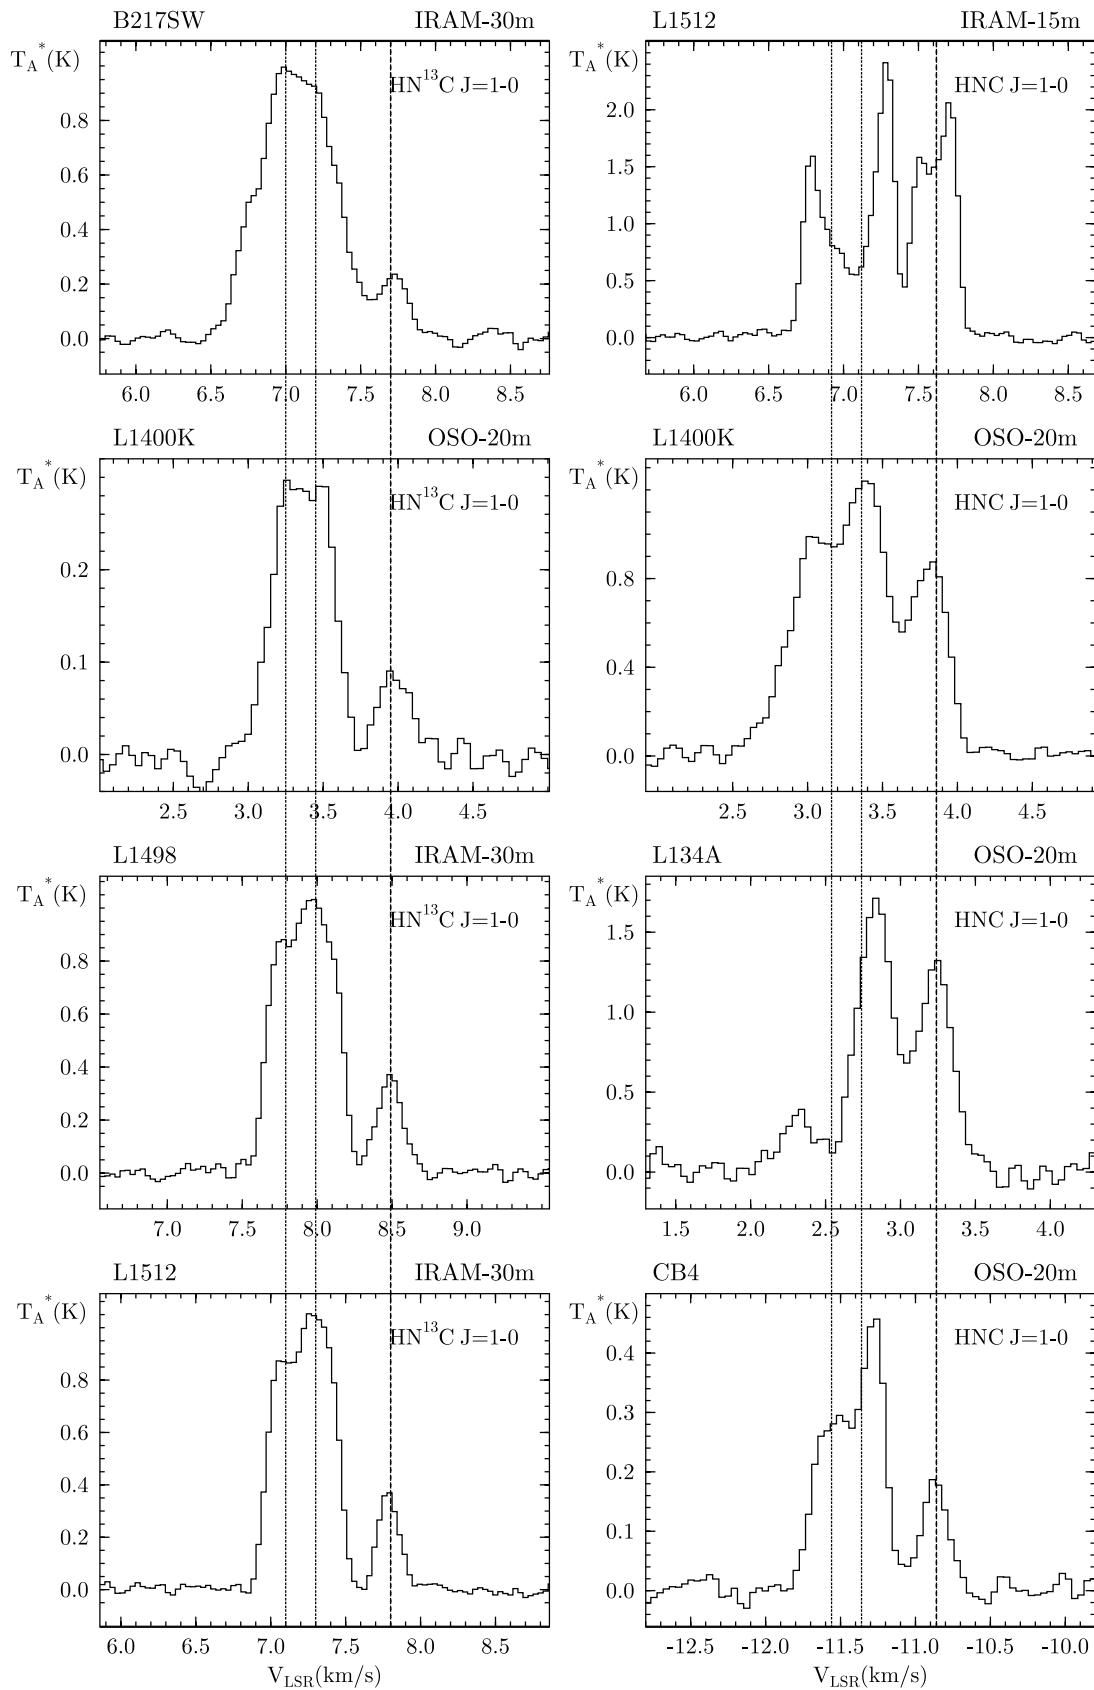 B217SW IRAM-30m
T_A^*(K)
HN^13C J=1-0
0.8
0.6
0.4
0.2
0.0
6.0 6.5 7.0 7.5 8.0 8.5
L1512 IRAM-15m
T_A^*(K)
HNC J=1-0
2.0
1.5
1.0
0.5
0.0
6.0 6.5 7.0 7.5 8.0 8.5
L1400K OSO-20m
T_A^*(K)
HN^13C J=1-0
0.2
0.1
0.0
2.5 3.0 3.5 4.0 4.5
L1400K OSO-20m
T_A^*(K)
HNC J=1-0
0.8
0.4
0.0
2.5 3.0 3.5 4.0 4.5
L1498 IRAM-30m
T_A^*(K)
HN^13C J=1-0
0.8
0.6
0.4
0.2
0.0
7.0 7.5 8.0 8.5 9.0
L134A OSO-20m
T_A^*(K)
HNC J=1-0
1.5
1.0
0.5
0.0
1.5 2.0 2.5 3.0 3.5 4.0
L1512 IRAM-30m
T_A^*(K)
HN^13C J=1-0
0.8
0.6
0.4
0.2
0.0
6.0 6.5 7.0 7.5 8.0 8.5
V_LSR(km/s)
CB4 OSO-20m
T_A^*(K)
HNC J=1-0
0.4
0.3
0.2
0.1
0.0
-12.5 -12.0 -11.5 -11.0 -10.5 -10.0
V_LSR(km/s)